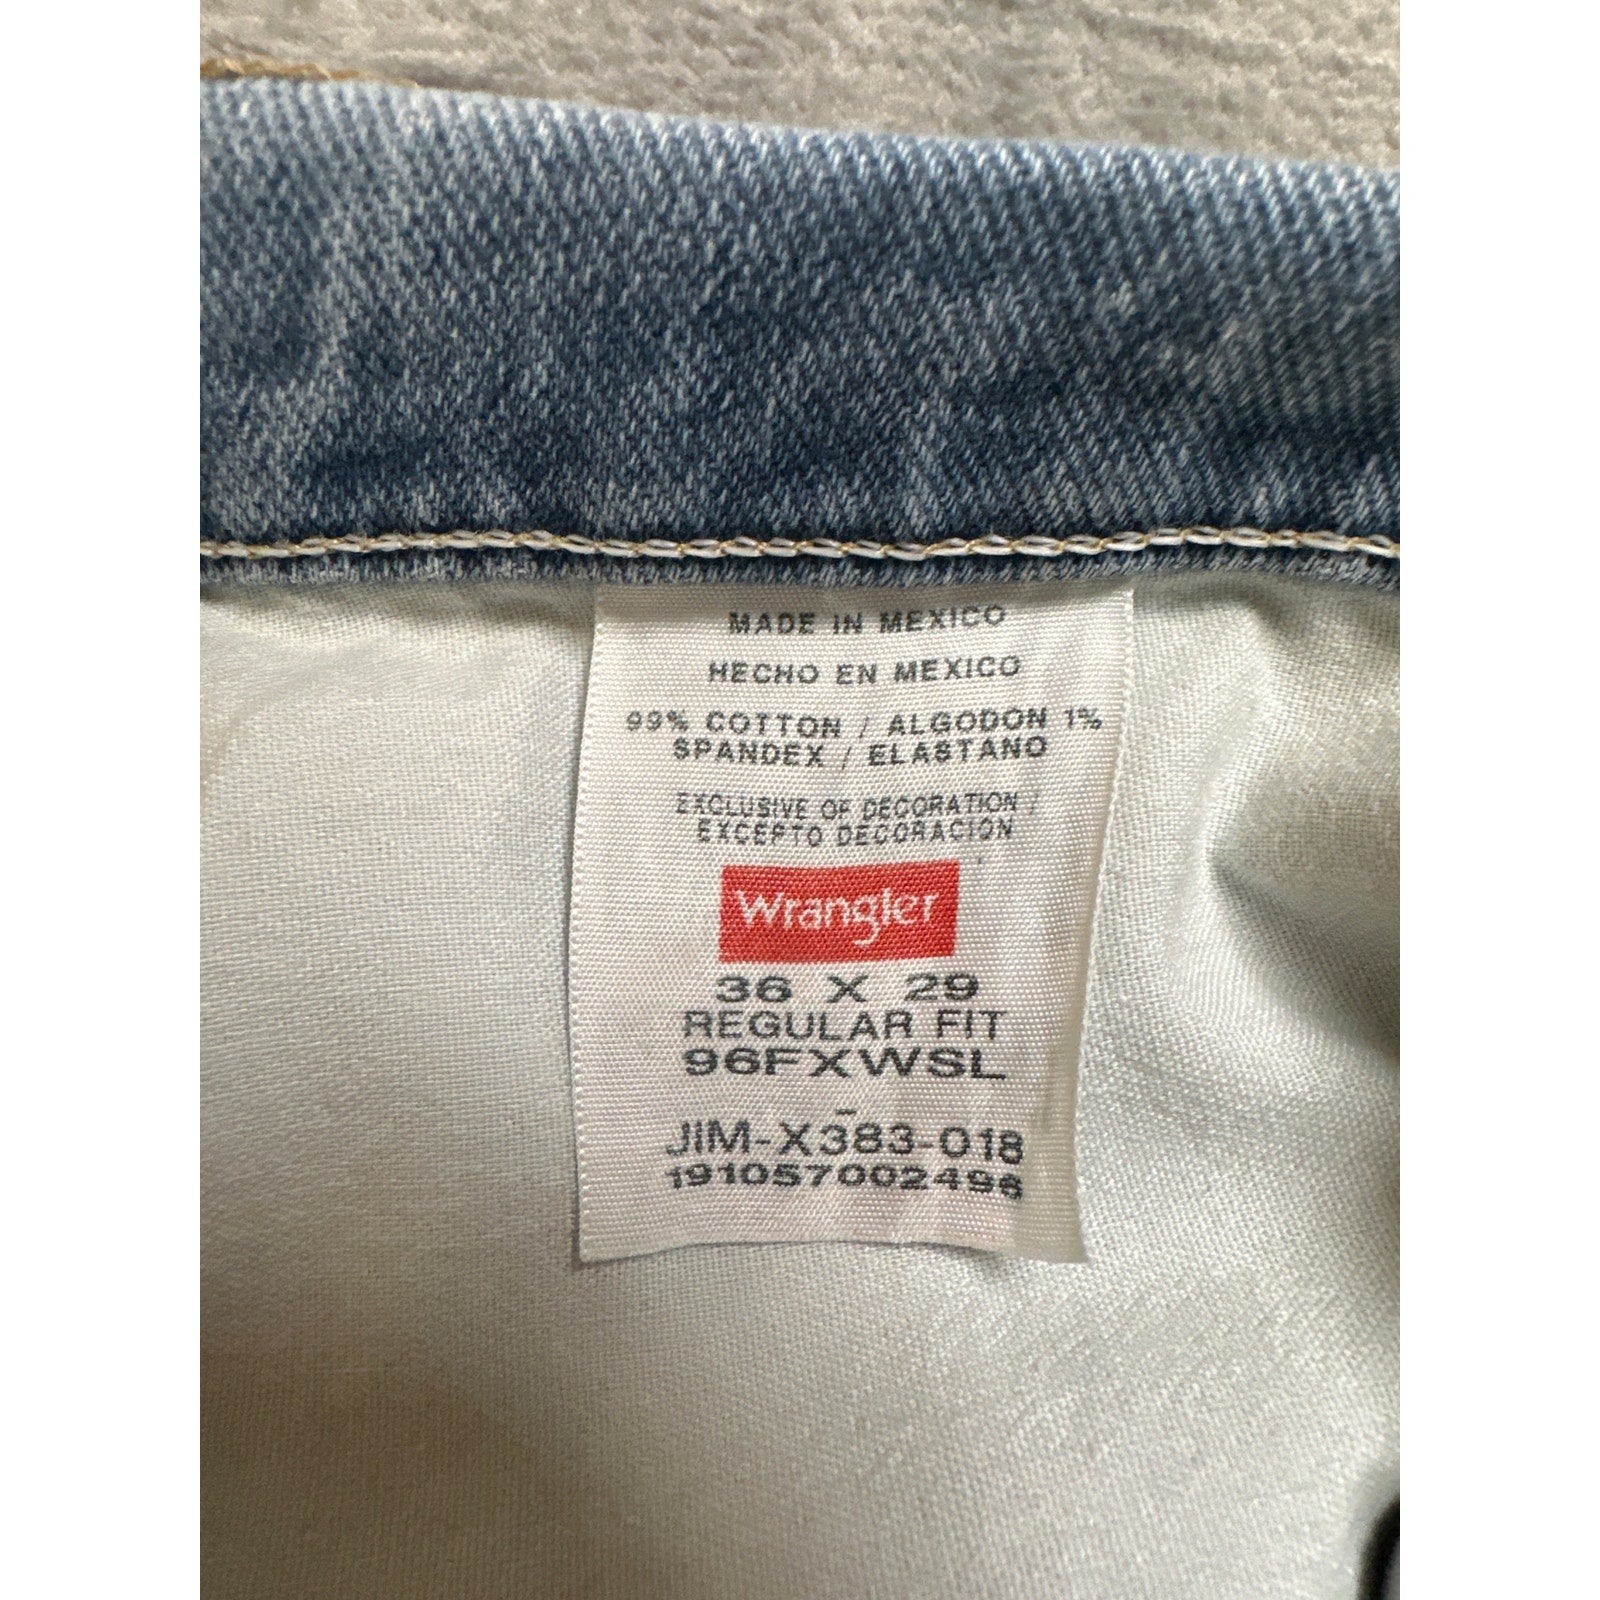 MADE IN MEXICO
HECHO EN MEXICO
99% COTTON / ALGODON 1%
SPANDEX / ELASTANO
EXCLUSIVE OF DECORATION /
EXCEPTO DECORACION
Wrangler
36 X 29
REGULAR FIT
96FXWSL
-
JIM-X383-018
191057002496